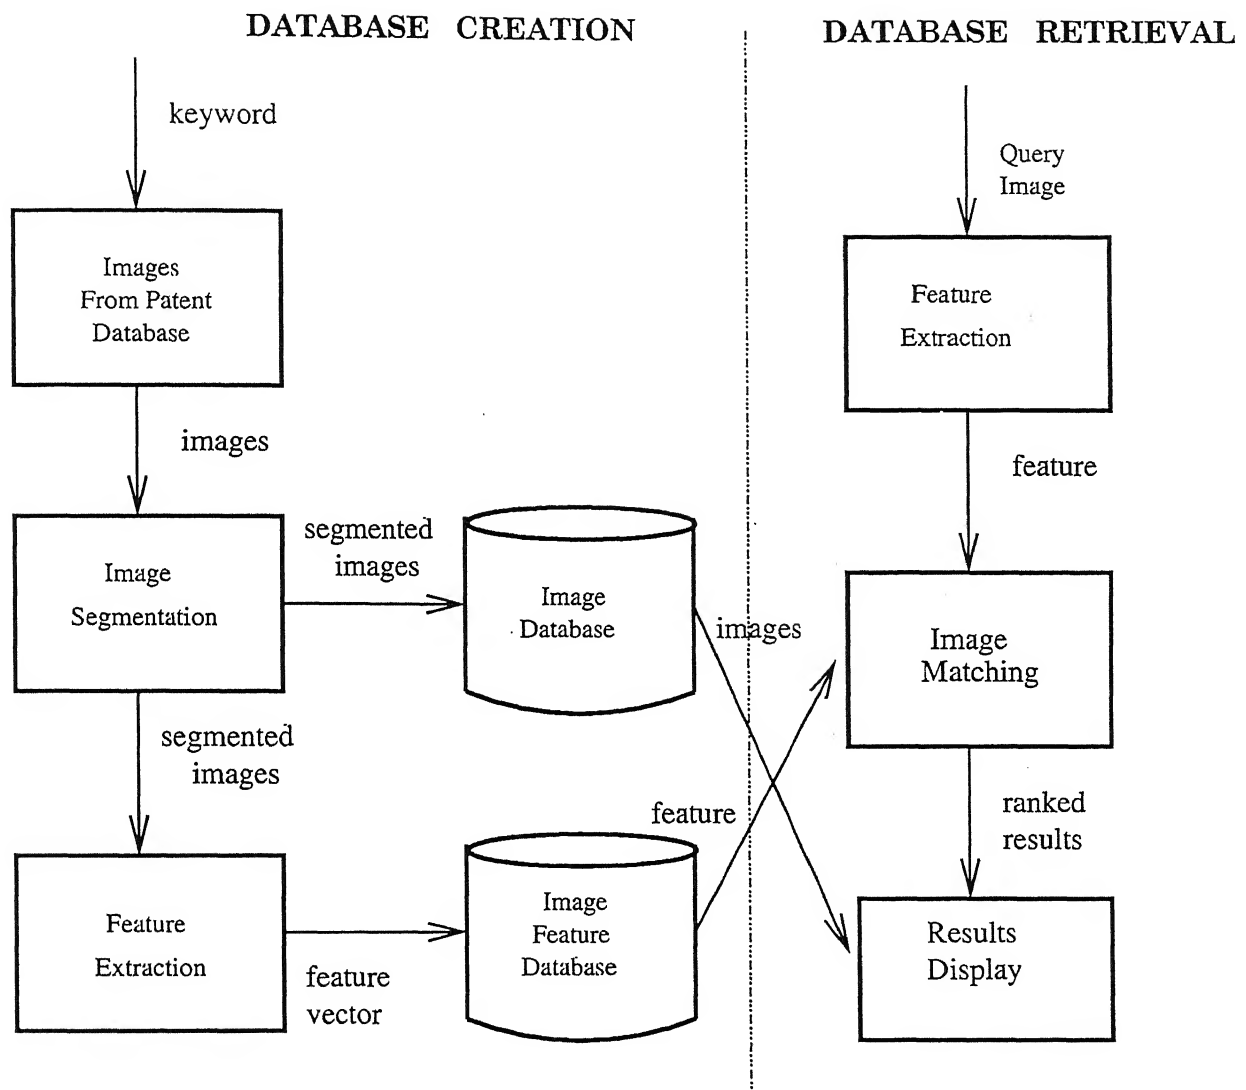 DATABASE CREATION
DATABASE RETRIEVAL
keyword
Images
From Patent
Database
images
Image
Segmentation
segmented
images
Image
Database
segmented
images
Feature
Extraction
feature
vector
Image
Feature
Database
images
feature
Query
Image
Feature
Extraction
feature
Image
Matching
ranked
results
Results
Display